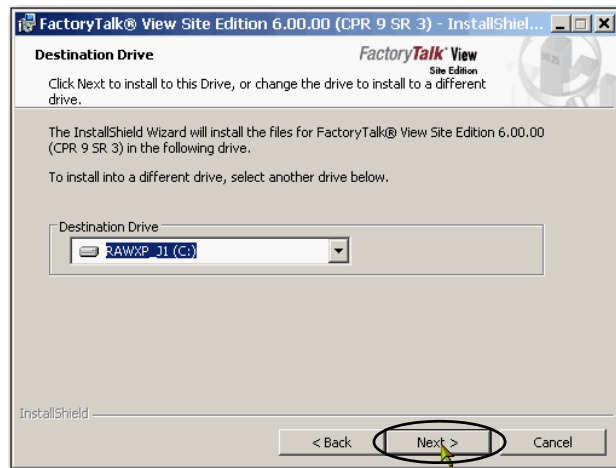 FactoryTalk® View Site Edition 6.00.00 (CPR 9 SR 3) - InstallShiel...
Destination Drive
FactoryTalk® View
Site Edition
Click Next to install to this Drive, or change the drive to install to a different
drive.
The InstallShield Wizard will install the files for FactoryTalk® View Site Edition 6.00.00
(CPR 9 SR 3) in the following drive.
To install into a different drive, select another drive below.
Destination Drive
RAWXP_J1 (C:)
InstallShield
< Back
Next >
Cancel